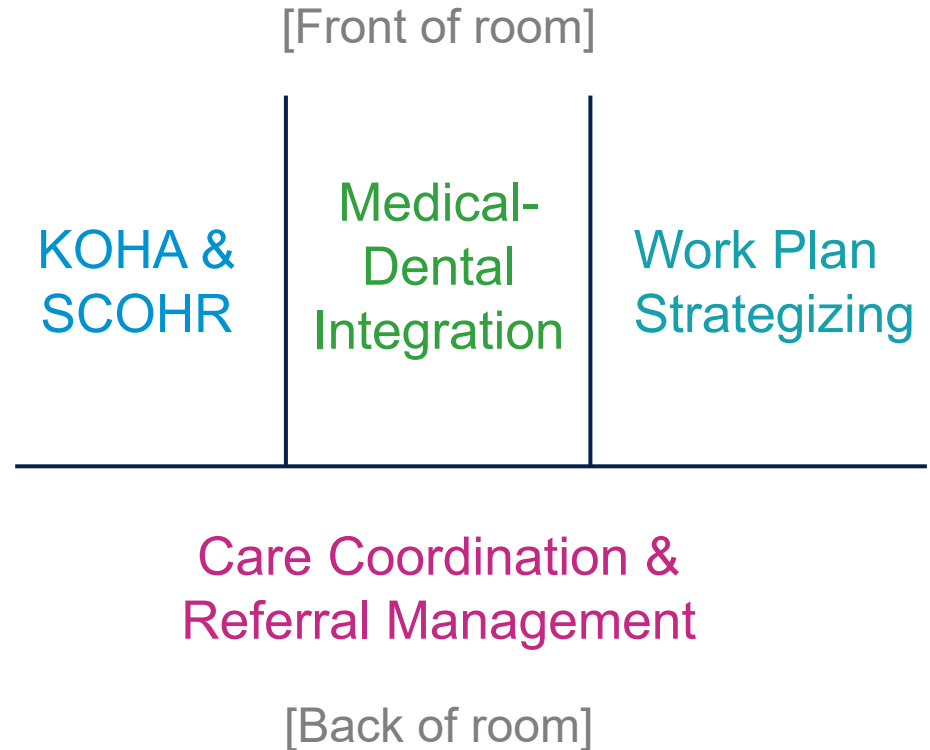 [Front of room]
KOHA &
SCOHR
Medical-
Dental
Integration
Work Plan
Strategizing
Care Coordination &
Referral Management
[Back of room]